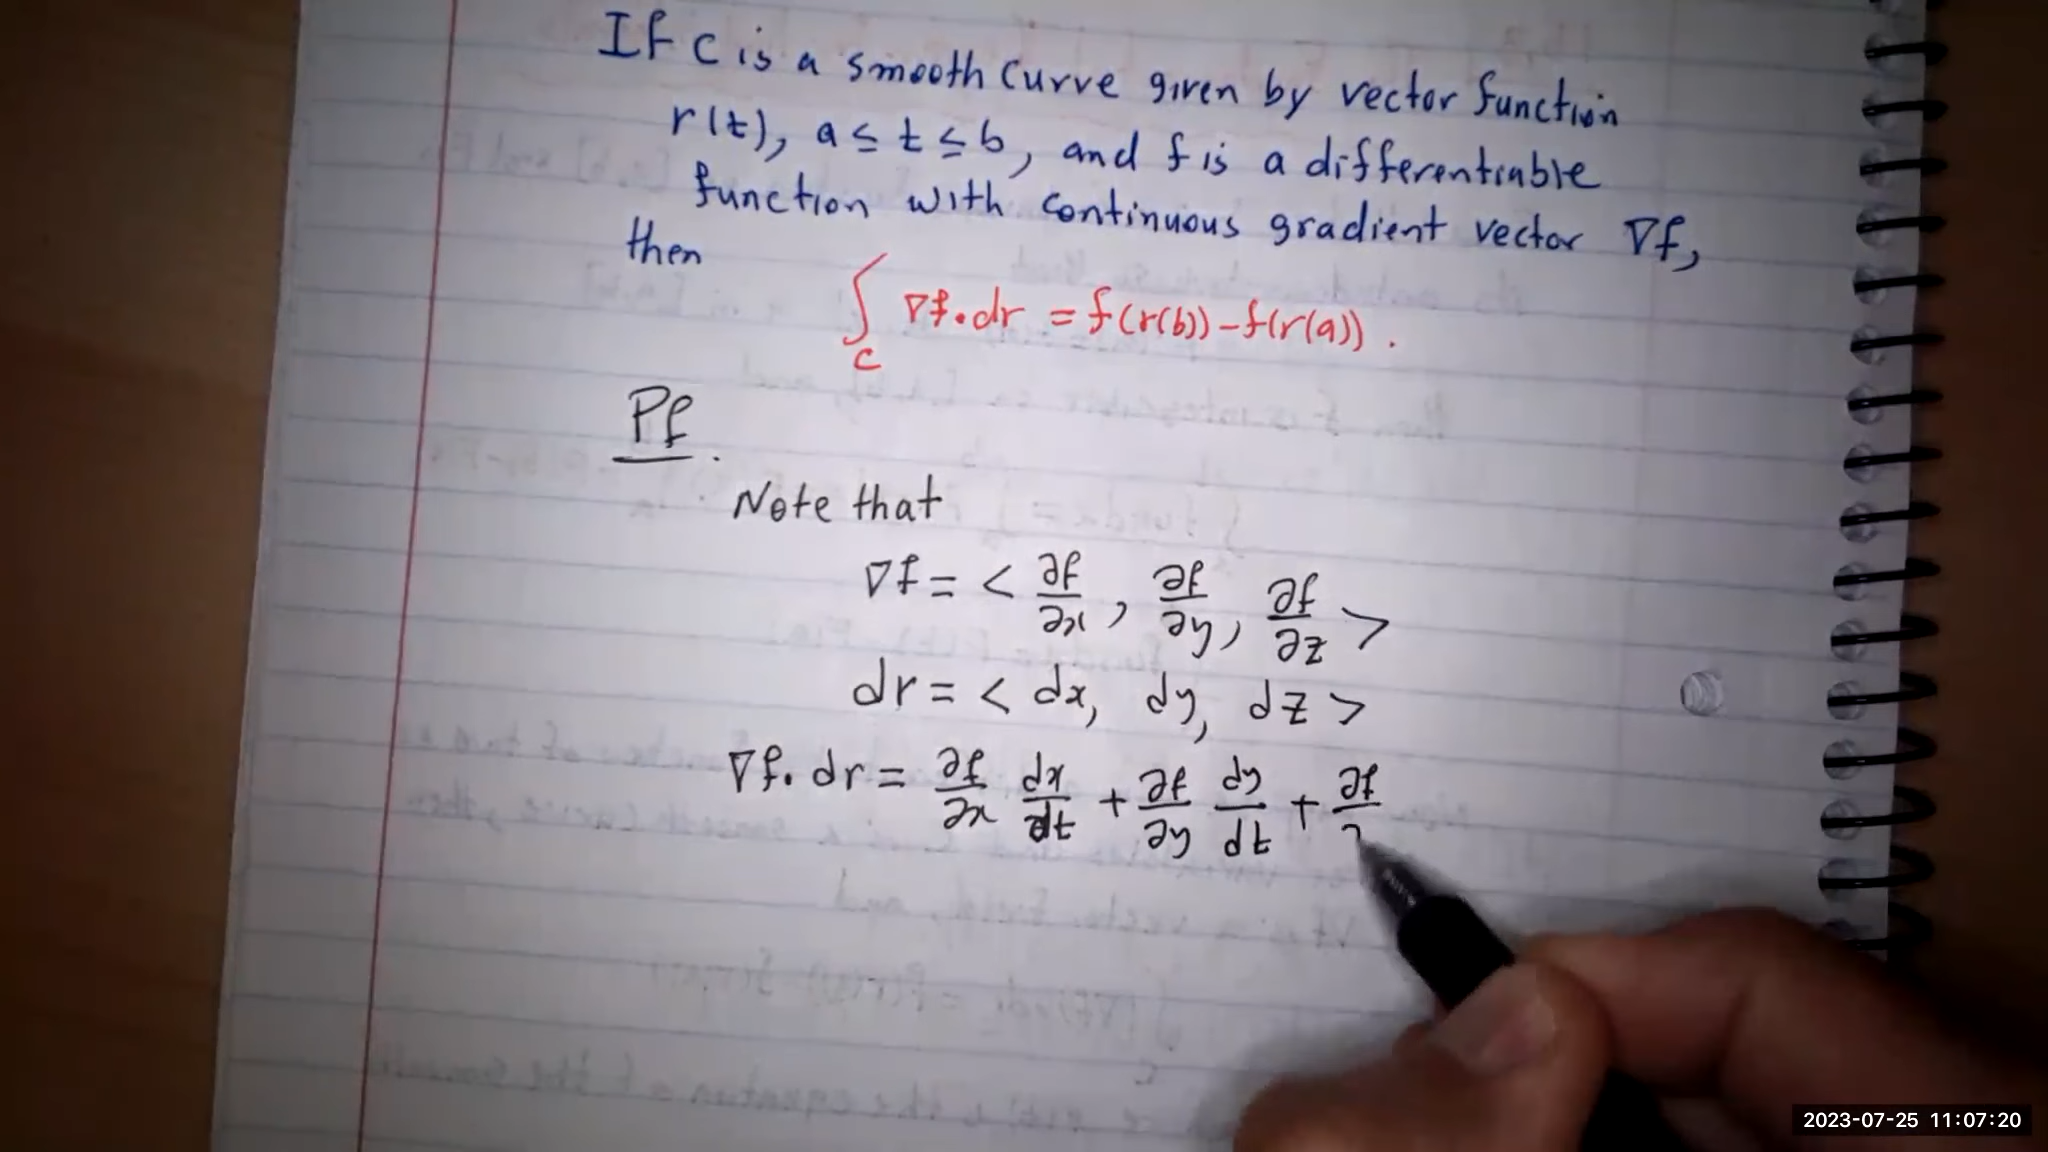 If C is a smooth curve given by vector function
r(t), a ≤ t ≤ b, and f is a differentiable
function with continuous gradient vector ∇f,
then
∫_C ∇f · dr = f(r(b)) - f(r(a)) .
Pf.
Note that
∇f = < ∂f/∂x , ∂f/∂y , ∂f/∂z >
dr = < dx, dy, dz >
∇f · dr = ∂f/∂x dx/dt + ∂f/∂y dy/dt + ∂f/
2023-07-25 11:07:20